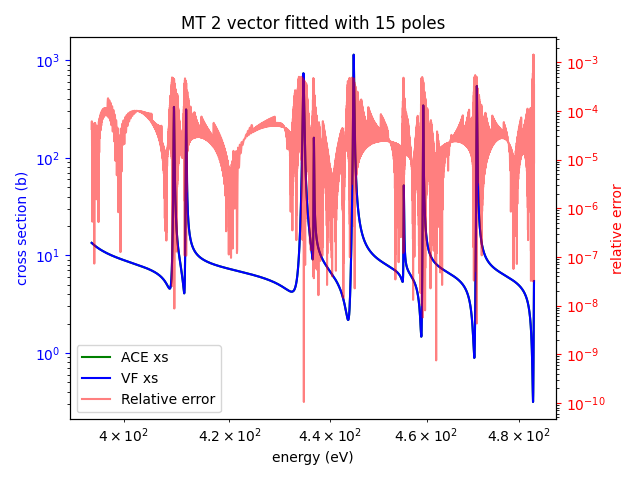 MT 2 vector fitted with 15 poles
10³
10²
10¹
10⁰
cross section (b)
10⁻³
10⁻⁴
10⁻⁵
10⁻⁶
10⁻⁷
10⁻⁸
10⁻⁹
10⁻¹⁰
relative error
ACE xs
VF xs
Relative error
4 × 10² 4.2 × 10² 4.4 × 10² 4.6 × 10² 4.8 × 10²
energy (eV)